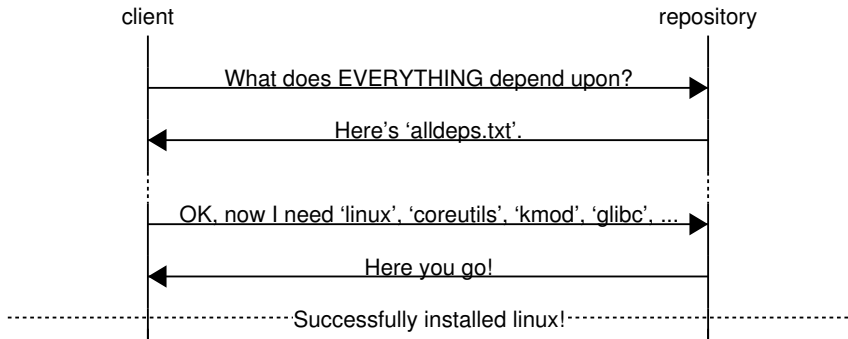 client repository
What does EVERYTHING depend upon?
Here’s ‘alldeps.txt’.
OK, now I need ‘linux’, ‘coreutils’, ‘kmod’, ‘glibc’, ...
Here you go!
Successfully installed linux!